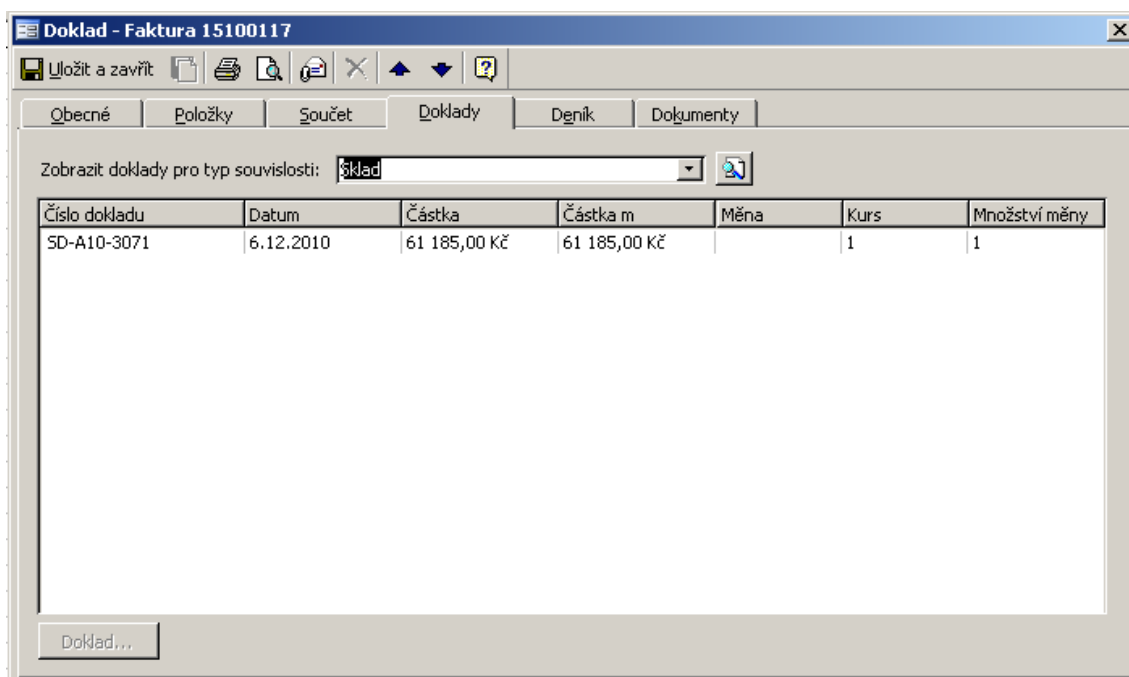 Doklad - Faktura 15100117
Uložit a zavřít
Obecné Položky Součet Doklady Deník Dokumenty
Zobrazit doklady pro typ souvislosti: Sklad
Číslo dokladu Datum Částka Částka m Měna Kurs Množství měny
SD-A10-3071 6.12.2010 61 185,00 Kč 61 185,00 Kč 1 1
Doklad...